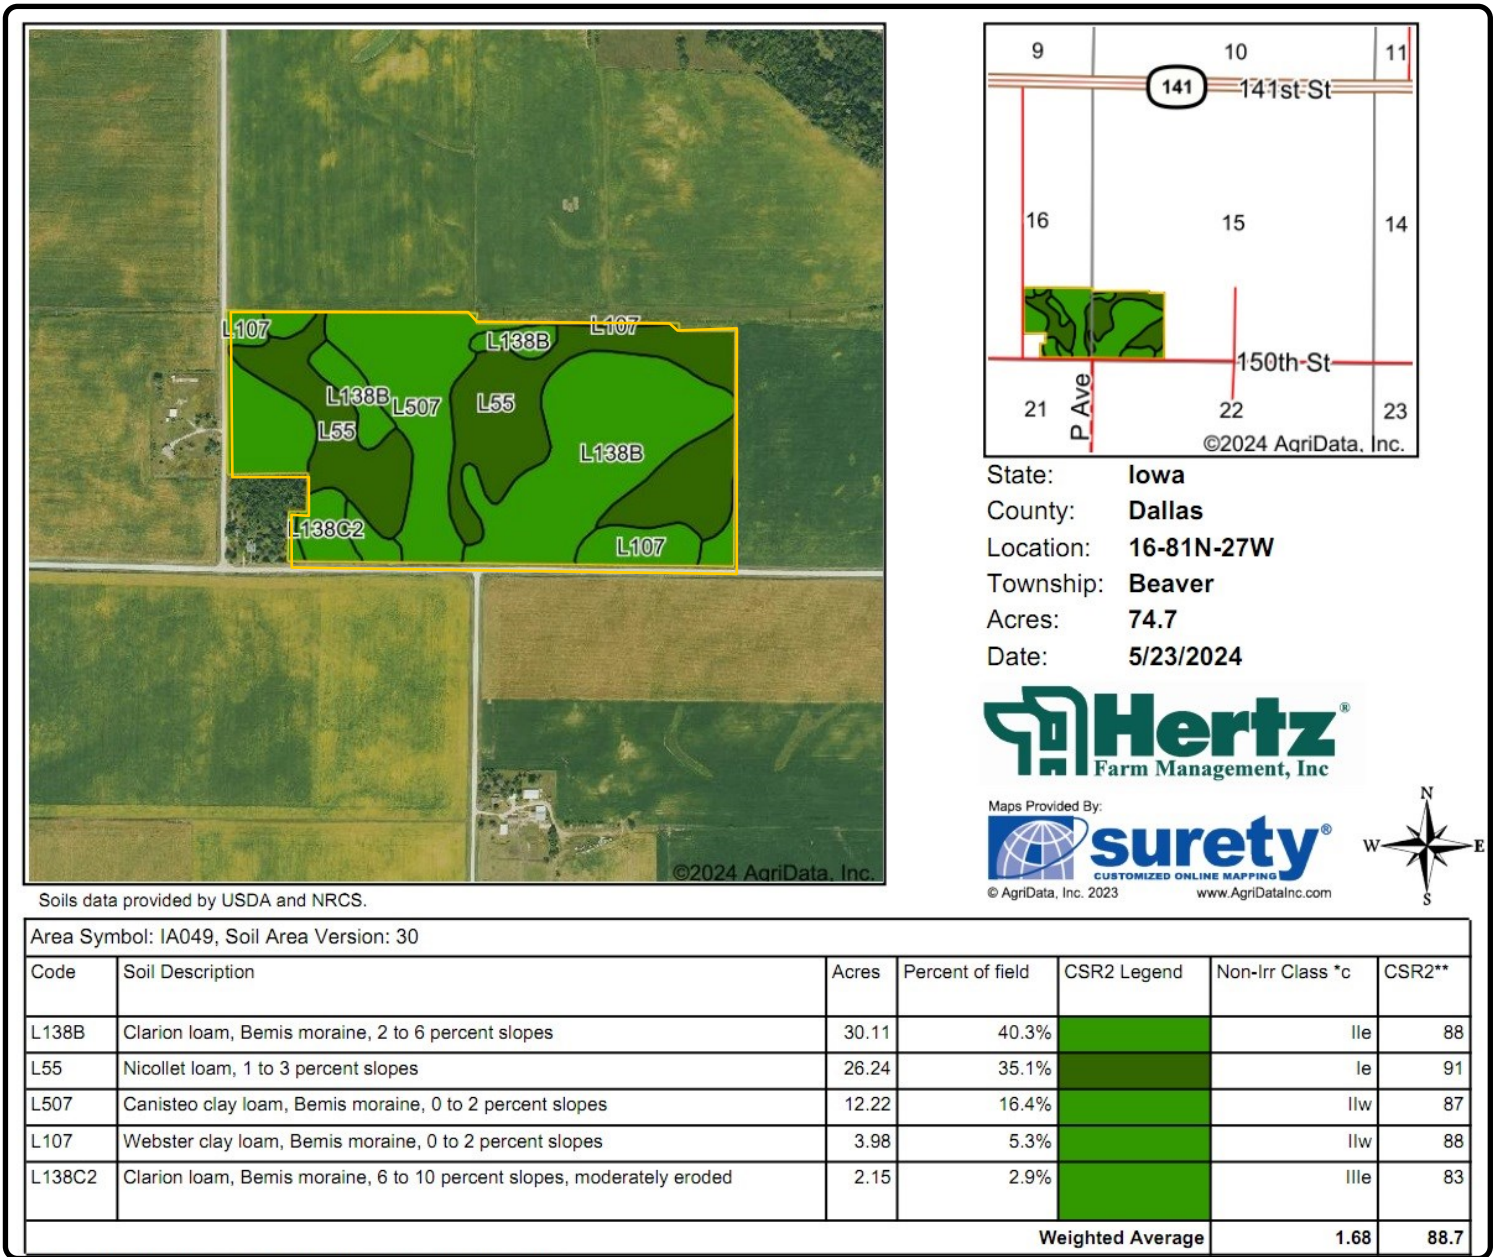 L107
L138B
L107
L138B
L507
L55
L55
L138B
L138C2
L107
©2024 AgriData, Inc.
9
10
11
141
141st St
16
15
14
150th St
21
P Ave
22
23
©2024 AgriData, Inc.
State: Iowa
County: Dallas
Location: 16-81N-27W
Township: Beaver
Acres: 74.7
Date: 5/23/2024
Hertz®
Farm Management, Inc
Maps Provided By:
surety®
CUSTOMIZED ONLINE MAPPING
© AgriData, Inc. 2023 www.AgriDataInc.com
N
W E
S
Soils data provided by USDA and NRCS.
Area Symbol: IA049, Soil Area Version: 30
Code Soil Description Acres Percent of field CSR2 Legend Non-Irr Class *c CSR2**
L138B Clarion loam, Bemis moraine, 2 to 6 percent slopes 30.11 40.3% IIe 88
L55 Nicollet loam, 1 to 3 percent slopes 26.24 35.1% Ie 91
L507 Canisteo clay loam, Bemis moraine, 0 to 2 percent slopes 12.22 16.4% IIw 87
L107 Webster clay loam, Bemis moraine, 0 to 2 percent slopes 3.98 5.3% IIw 88
L138C2 Clarion loam, Bemis moraine, 6 to 10 percent slopes, moderately eroded 2.15 2.9% IIIe 83
Weighted Average 1.68 88.7